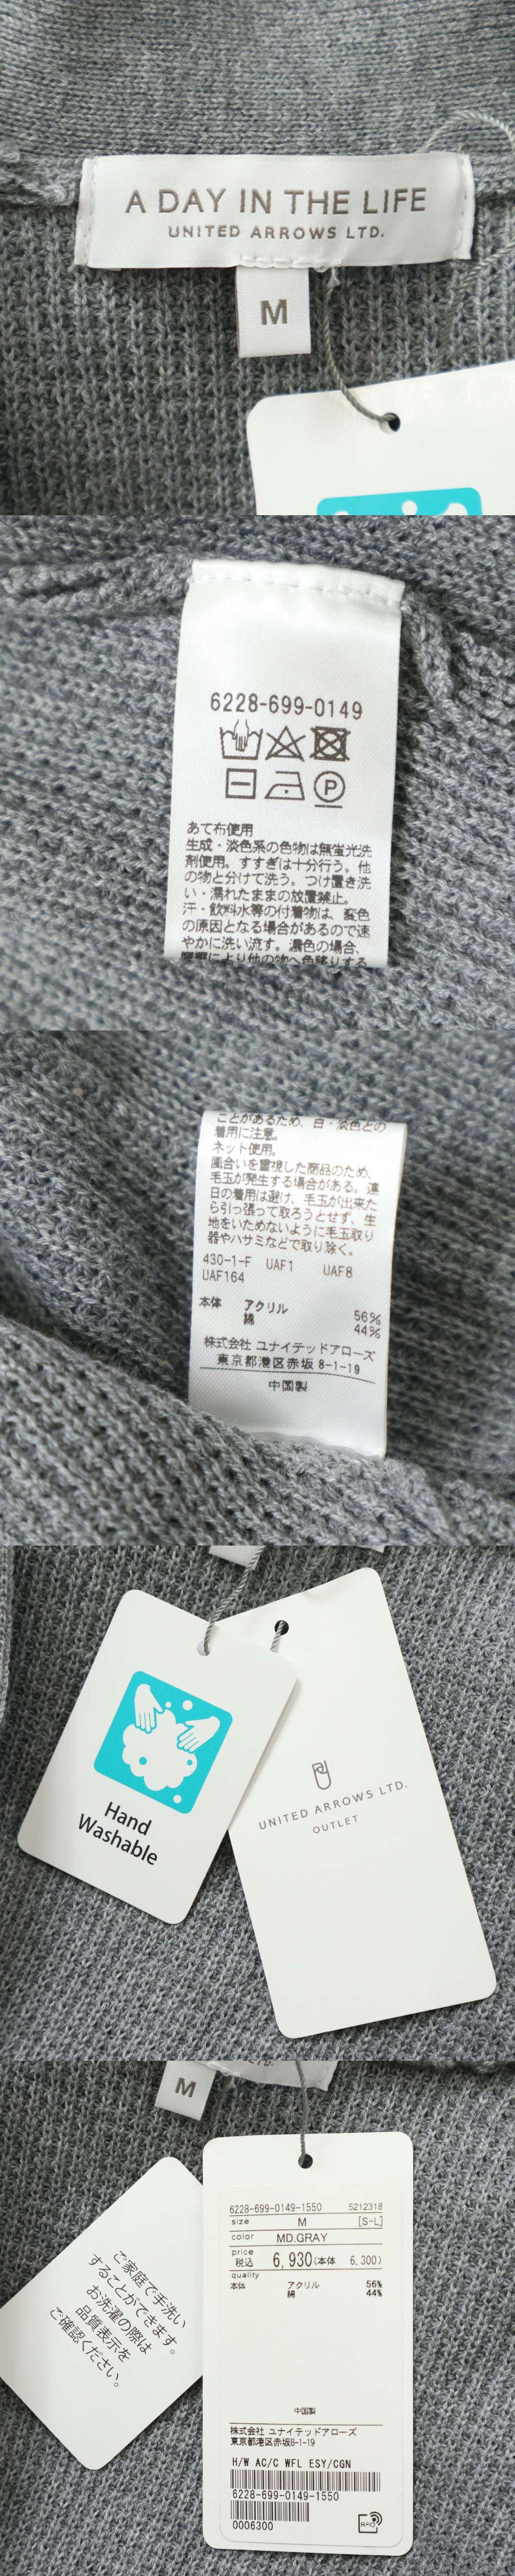 A DAY IN THE LIFE
UNITED ARROWS LTD.
M
6228-699-0149
P
あて布使用
生成・淡色系の色物は無蛍光洗
剤使用。すすぎは十分行う。他
の物と分けて洗う。つけ置き洗
い・濡れたままの放置禁止。
汗・飲料水等の付着物は、変色
の原因となる場合があるので速
やかに洗い流す。濃色の場合、
摩擦により他の物へ色移りする
ことがあるため、白・淡色との
着用に注意。
ネット使用。
風合いを重視した商品のため、
毛玉が発生する場合がある。連
日の着用は避け、毛玉が出来た
ら引っ張って取ろうとせず、生
地をいためないように毛玉取り
器やハサミなどで取り除く。
430-1-F UAF1 UAF8
UAF164
本体 アクリル 56%
綿 44%
株式会社 ユナイテッドアローズ
東京都港区赤坂 8-1-19
中国製
Hand
Washable
UNITED ARROWS LTD.
OUTLET
M
LTD.
ご家庭で手洗い
することができます。
お洗濯の際は
品質表示を
ご確認ください。
6228-699-0149-1550 5212318
size M [S-L]
color MD.GRAY
price
税込 6,930(本体 6,300)
quality
本体 アクリル 56%
綿 44%
中国製
株式会社 ユナイテッドアローズ
東京都港区赤坂8-1-19
H/W AC/C WFL ESY/CGN
6228-699-0149-1550
0006300
RFID